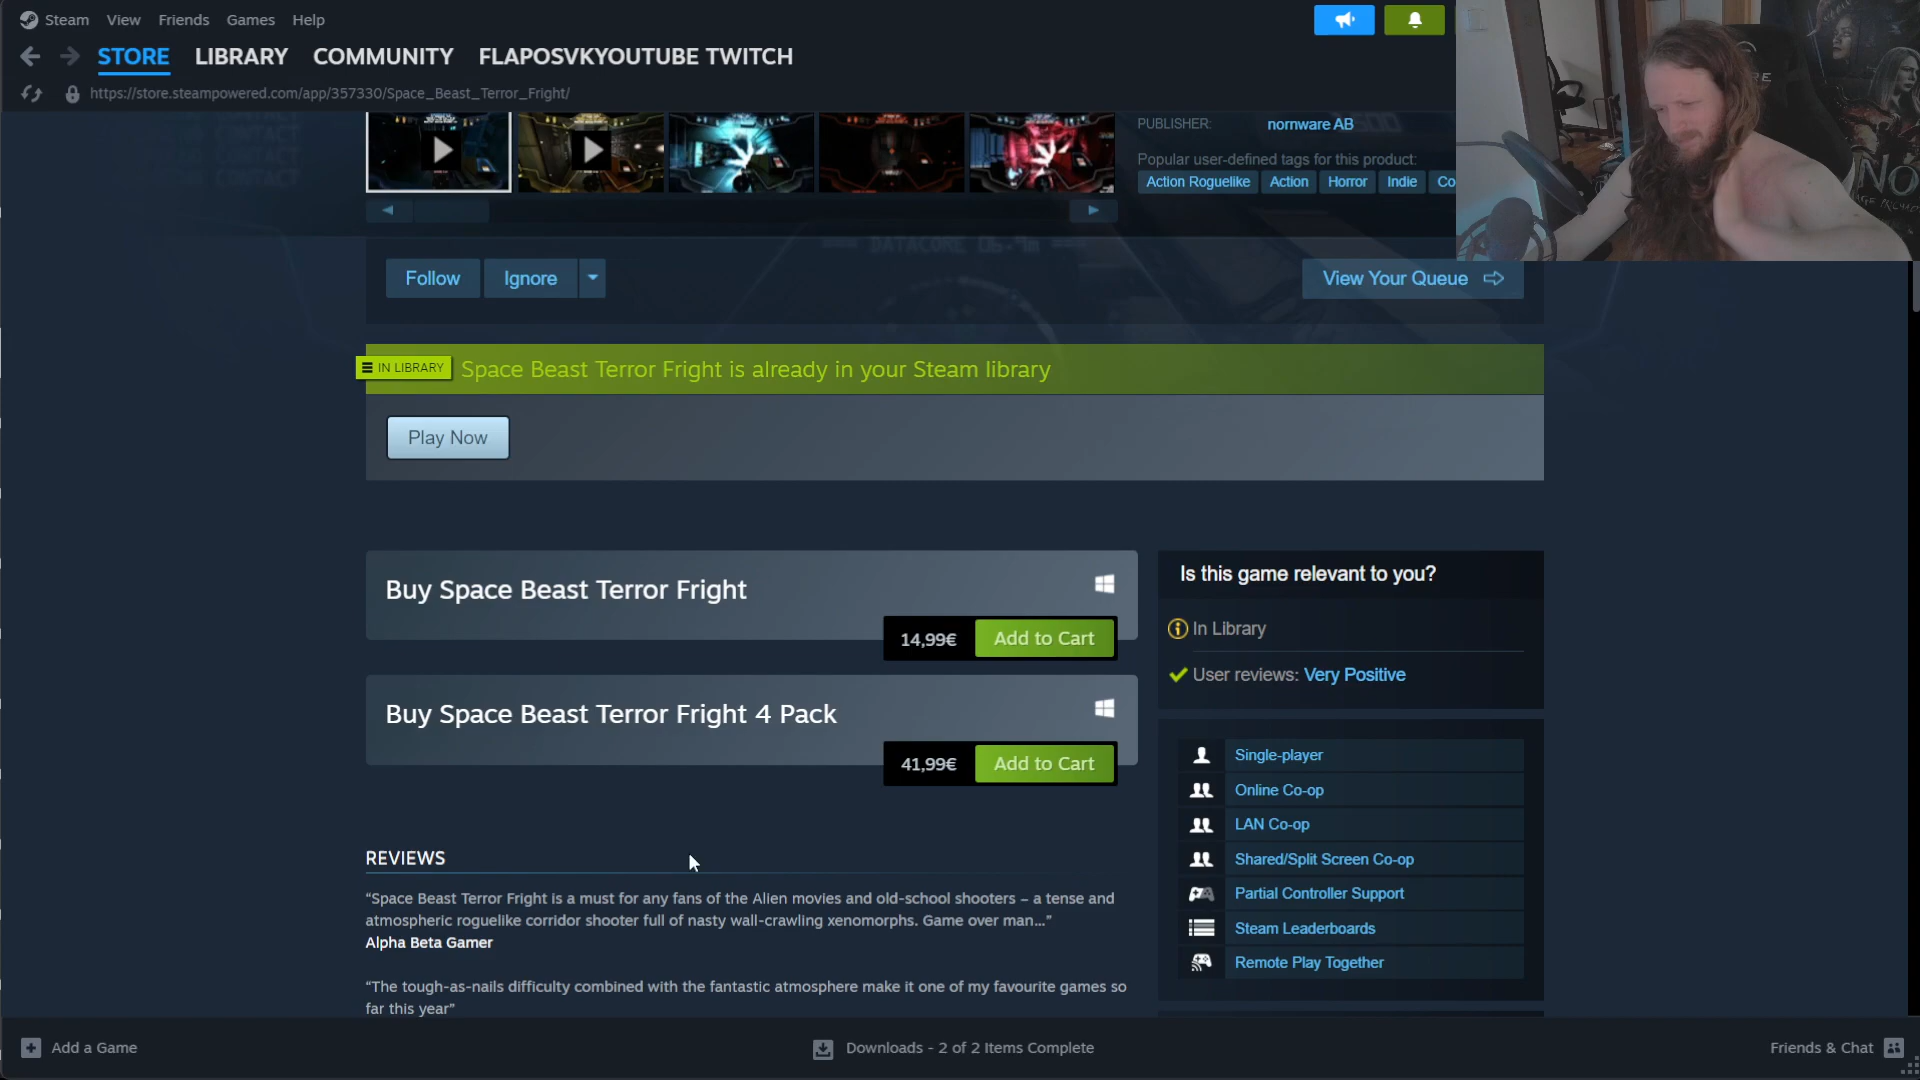 Steam View Friends Games Help
STORE LIBRARY COMMUNITY FLAPOSVKYOUTUBE TWITCH
https://store.steampowered.com/app/357330/Space_Beast_Terror_Fright/
PUBLISHER: nornware AB
Popular user-defined tags for this product:
Action Roguelike Action Horror Indie Co
Follow Ignore View Your Queue
IN LIBRARY Space Beast Terror Fright is already in your Steam library
Play Now
Buy Space Beast Terror Fright
14,99€ Add to Cart
Buy Space Beast Terror Fright 4 Pack
41,99€ Add to Cart
Is this game relevant to you?
In Library
User reviews: Very Positive
Single-player
Online Co-op
LAN Co-op
Shared/Split Screen Co-op
Partial Controller Support
Steam Leaderboards
Remote Play Together
REVIEWS
“Space Beast Terror Fright is a must for any fans of the Alien movies and old-school shooters – a tense and
atmospheric roguelike corridor shooter full of nasty wall-crawling xenomorphs. Game over man...”
Alpha Beta Gamer
“The tough-as-nails difficulty combined with the fantastic atmosphere make it one of my favourite games so
far this year”
Add a Game Downloads - 2 of 2 Items Complete Friends & Chat